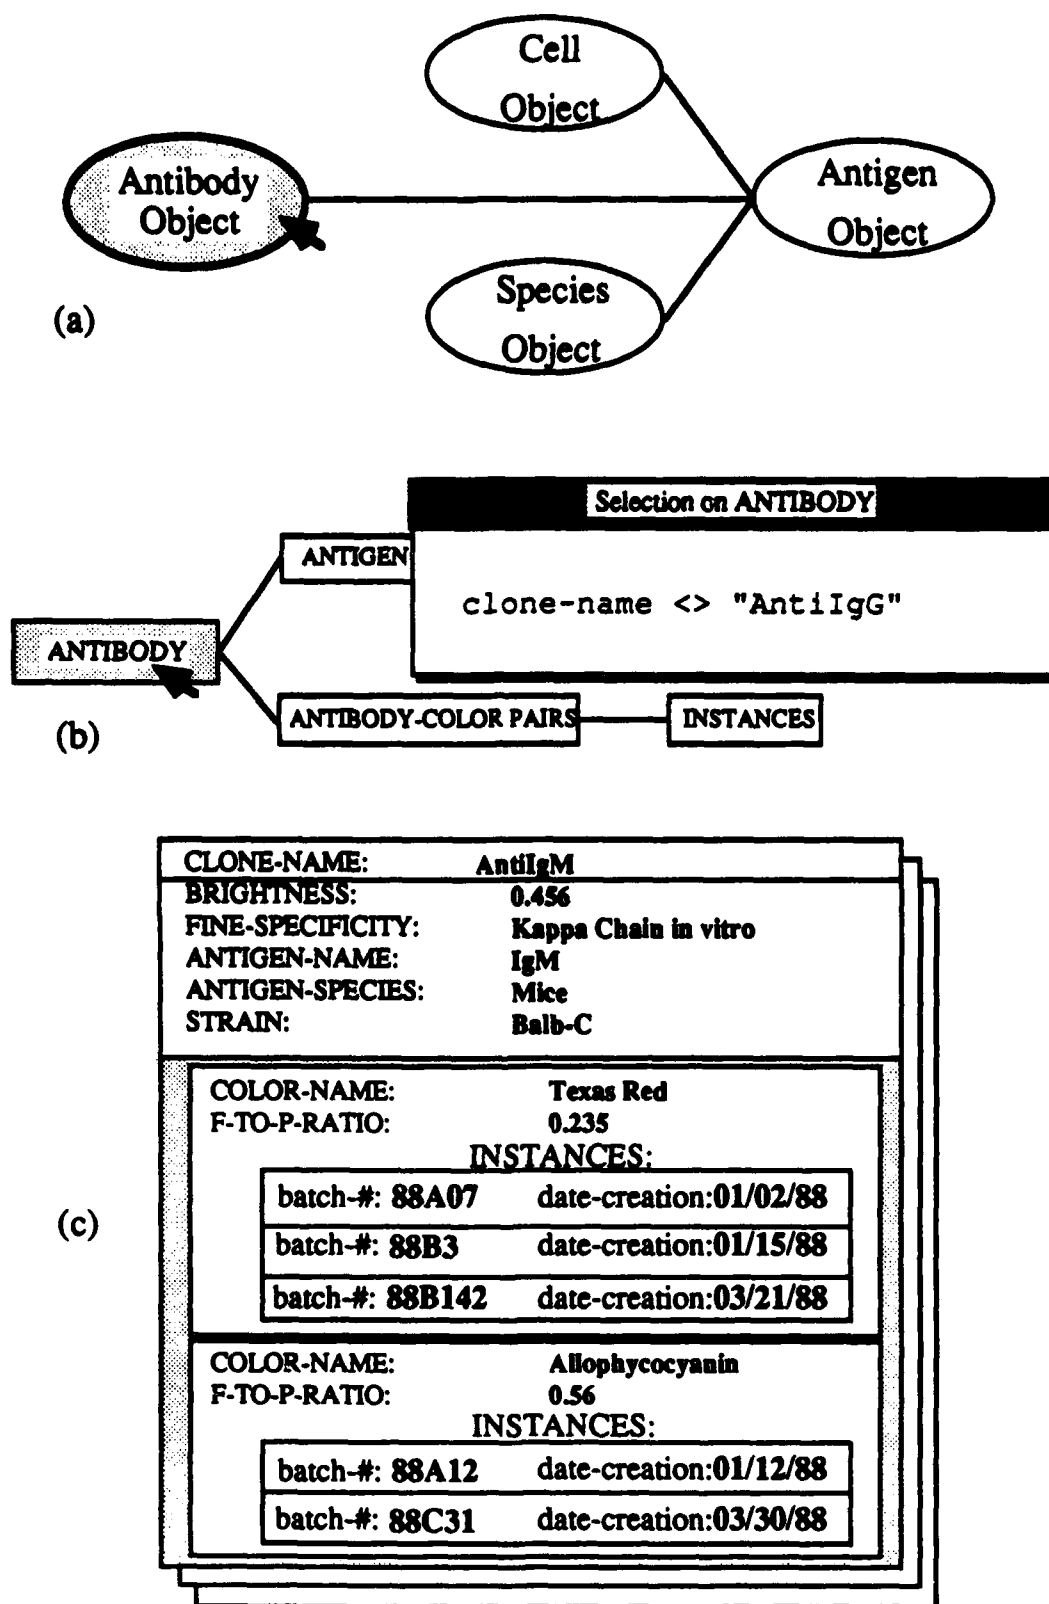 Cell
Object
Antibody
Object
Antigen
Object
Species
Object
(a)
Selection on ANTIBODY
ANTIGEN
clone-name <> "AntiIgG"
ANTIBODY
ANTIBODY-COLOR PAIRS
INSTANCES
(b)
CLONE-NAME: AntiIgM
BRIGHTNESS: 0.456
FINE-SPECIFICITY: Kappa Chain in vitro
ANTIGEN-NAME: IgM
ANTIGEN-SPECIES: Mice
STRAIN: Balb-C
COLOR-NAME: Texas Red
F-TO-P-RATIO: 0.235
INSTANCES:
batch-#: 88A07 date-creation:01/02/88
(c)
batch-#: 88B3 date-creation:01/15/88
batch-#: 88B142 date-creation:03/21/88
COLOR-NAME: Allophycocyanin
F-TO-P-RATIO: 0.56
INSTANCES:
batch-#: 88A12 date-creation:01/12/88
batch-#: 88C31 date-creation:03/30/88